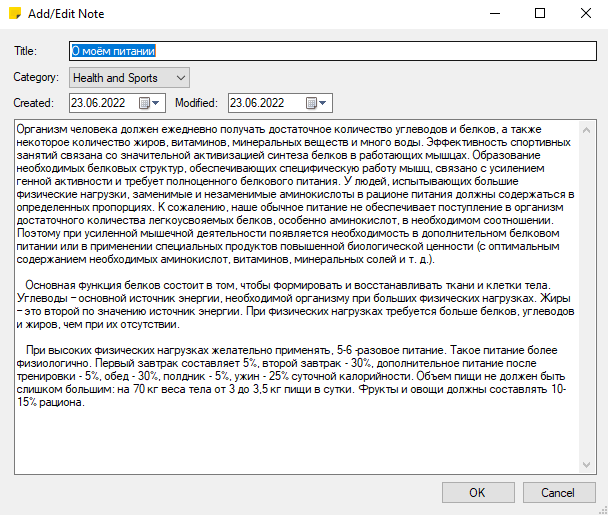 Add/Edit Note
Title:
О моём питании
Category:
Health and Sports
Created:
23.06.2022
Modified:
23.06.2022
Организм человека должен ежедневно получать достаточное количество углеводов и белков, а также
некоторое количество жиров, витаминов, минеральных веществ и много воды. Эффективность спортивных
занятий связана со значительной активизацией синтеза белков в работающих мышцах. Образование
необходимых белковых структур, обеспечивающих специфическую работу мышц, связано с усилением
генной активности и требует полноценного белкового питания. У людей, испытывающих большие
физические нагрузки, заменимые и незаменимые аминокислоты в рационе питания должны содержаться в
определенных пропорциях. К сожалению, наше обычное питание не обеспечивает поступление в организм
достаточного количества легкоусвояемых белков, особенно аминокислот, в необходимом соотношении.
Поэтому при усиленной мышечной деятельности появляется необходимость в дополнительном белковом
питании или в применении специальных продуктов повышенной биологической ценности (с оптимальным
содержанием необходимых аминокислот, витаминов, минеральных солей и т. д.).
Основная функция белков состоит в том, чтобы формировать и восстанавливать ткани и клетки тела.
Углеводы – основной источник энергии, необходимой организму при больших физических нагрузках. Жиры
– это второй по значению источник энергии. При физических нагрузках требуется больше белков, углеводов
и жиров, чем при их отсутствии.
При высоких физических нагрузках желательно применять, 5-6 -разовое питание. Такое питание более
физиологично. Первый завтрак составляет 5%, второй завтрак - 30%, дополнительное питание после
тренировки - 5%, обед - 30%, полдник - 5%, ужин - 25% суточной калорийности. Объем пищи не должен быть
слишком большим: на 70 кг веса тела от 3 до 3,5 кг пищи в сутки. Фрукты и овощи должны составлять 10-
15% рациона.
OK
Cancel